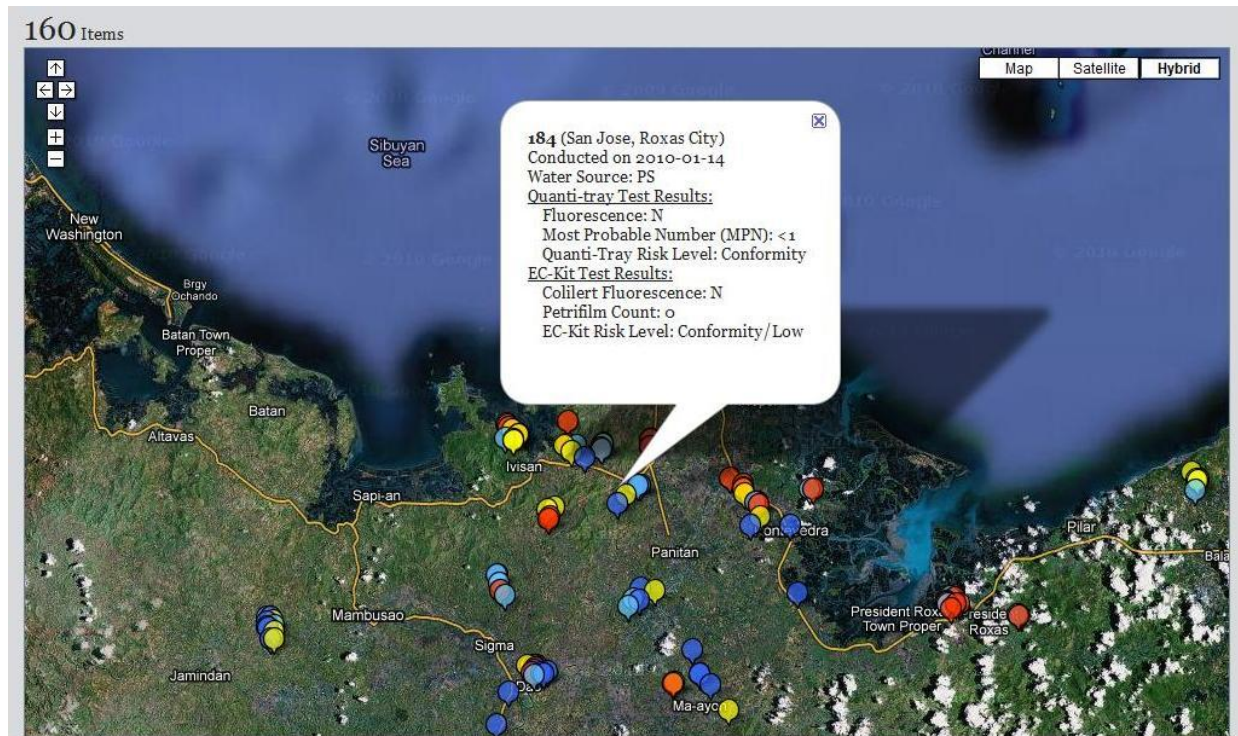 160 Items
Channel
Map
Satellite
Hybrid
184 (San Jose, Roxas City)
Conducted on 2010-01-14
Water Source: PS
Quanti-tray Test Results:
Fluorescence: N
Most Probable Number (MPN): <1
Quanti-Tray Risk Level: Conformity
EC-Kit Test Results:
Colilert Fluorescence: N
Petrifilm Count: 0
EC-Kit Risk Level: Conformity/Low
Sibuyan
Sea
New
Washington
Brgy
Ochando
Batan Town
Proper
Batan
Altavas
Ivisan
Sapi-an
Panitan
Pilar
Mambusao
President Roxas
Town Proper
Roxas
Sigma
Jamindan
Dao